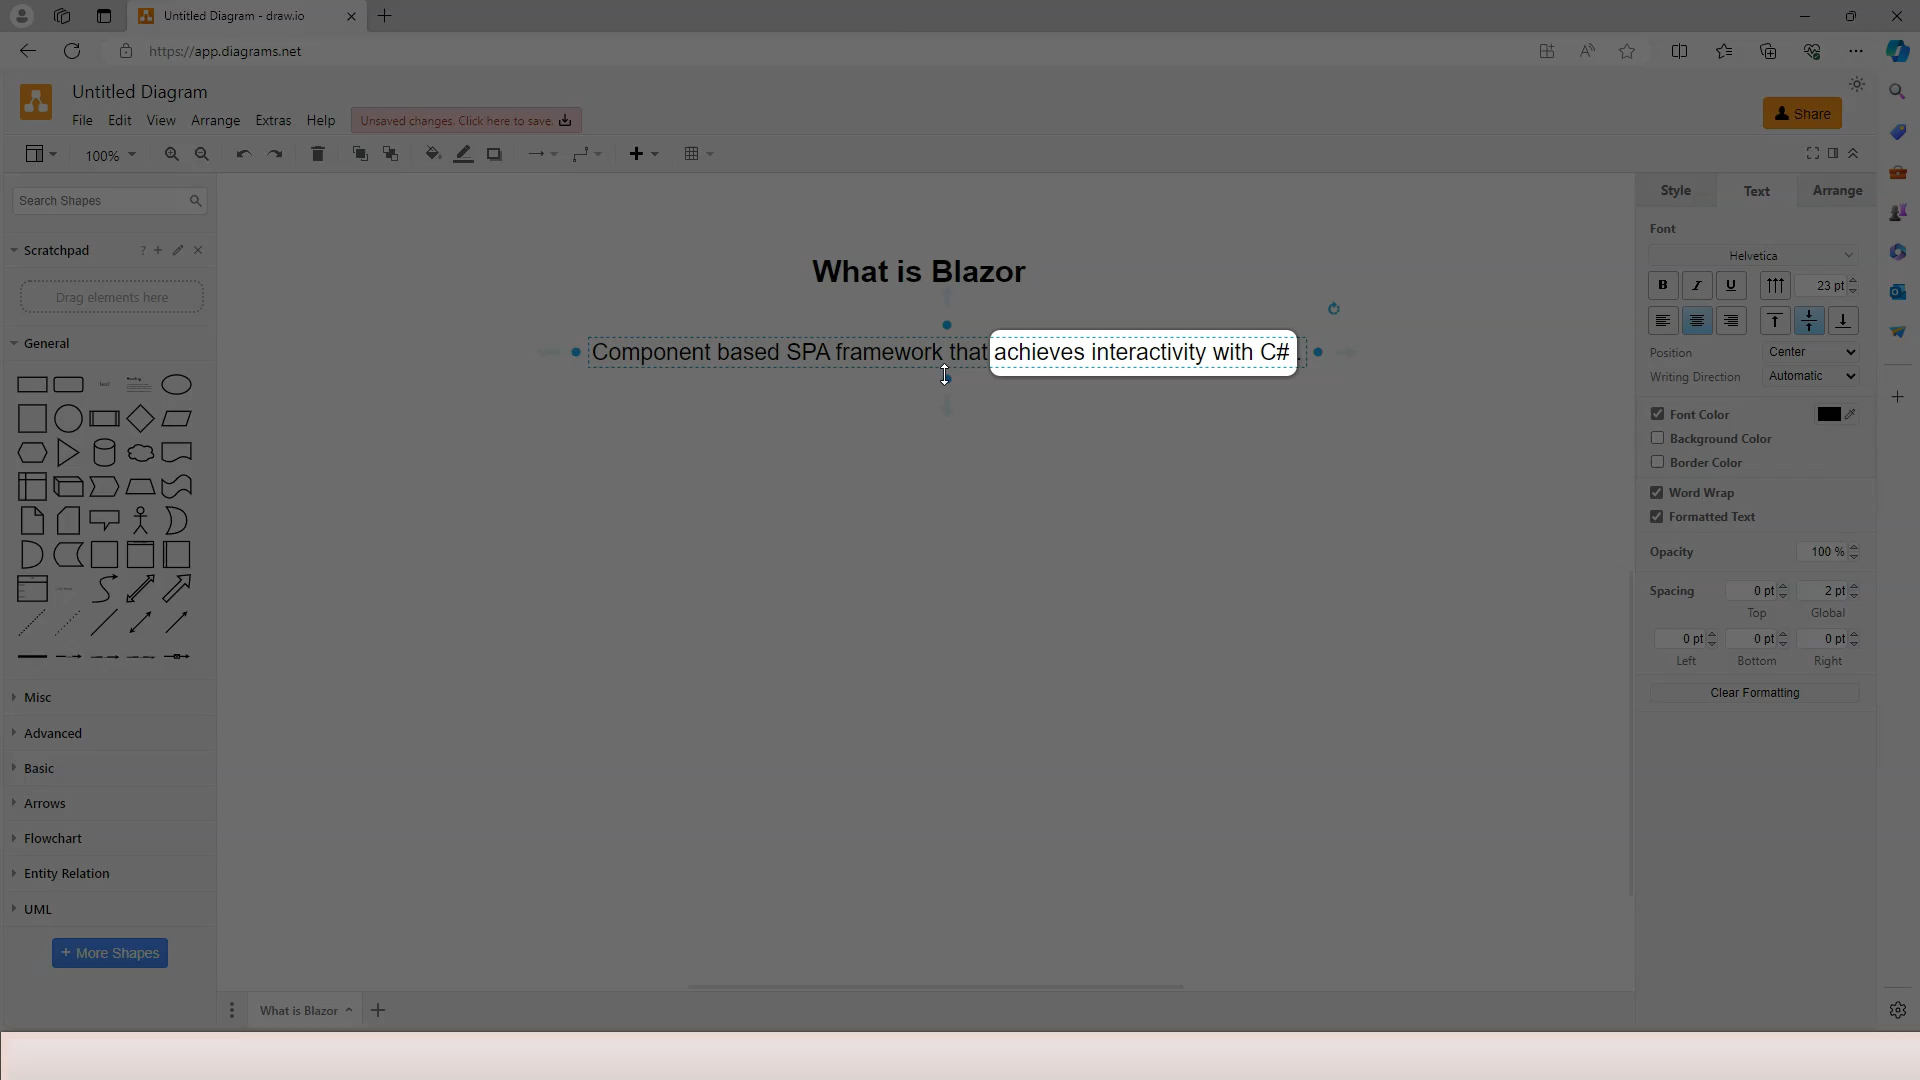 Untitled Diagram - draw.io
https://app.diagrams.net
Untitled Diagram
File Edit View Arrange Extras Help
Unsaved changes. Click here to save.
Share
100%
Search Shapes
Style Text Arrange
Scratchpad
Drag elements here
General
Misc
Advanced
Basic
Arrows
Flowchart
Entity Relation
UML
+ More Shapes
What is Blazor
Component based SPA framework that achieves interactivity with C# .
Font
Helvetica
B I U 23 pt
Position Center
Writing Direction Automatic
Font Color
Background Color
Border Color
Word Wrap
Formatted Text
Opacity 100 %
Spacing 0 pt 2 pt
Top Global
0 pt 0 pt 0 pt
Left Bottom Right
Clear Formatting
What is Blazor